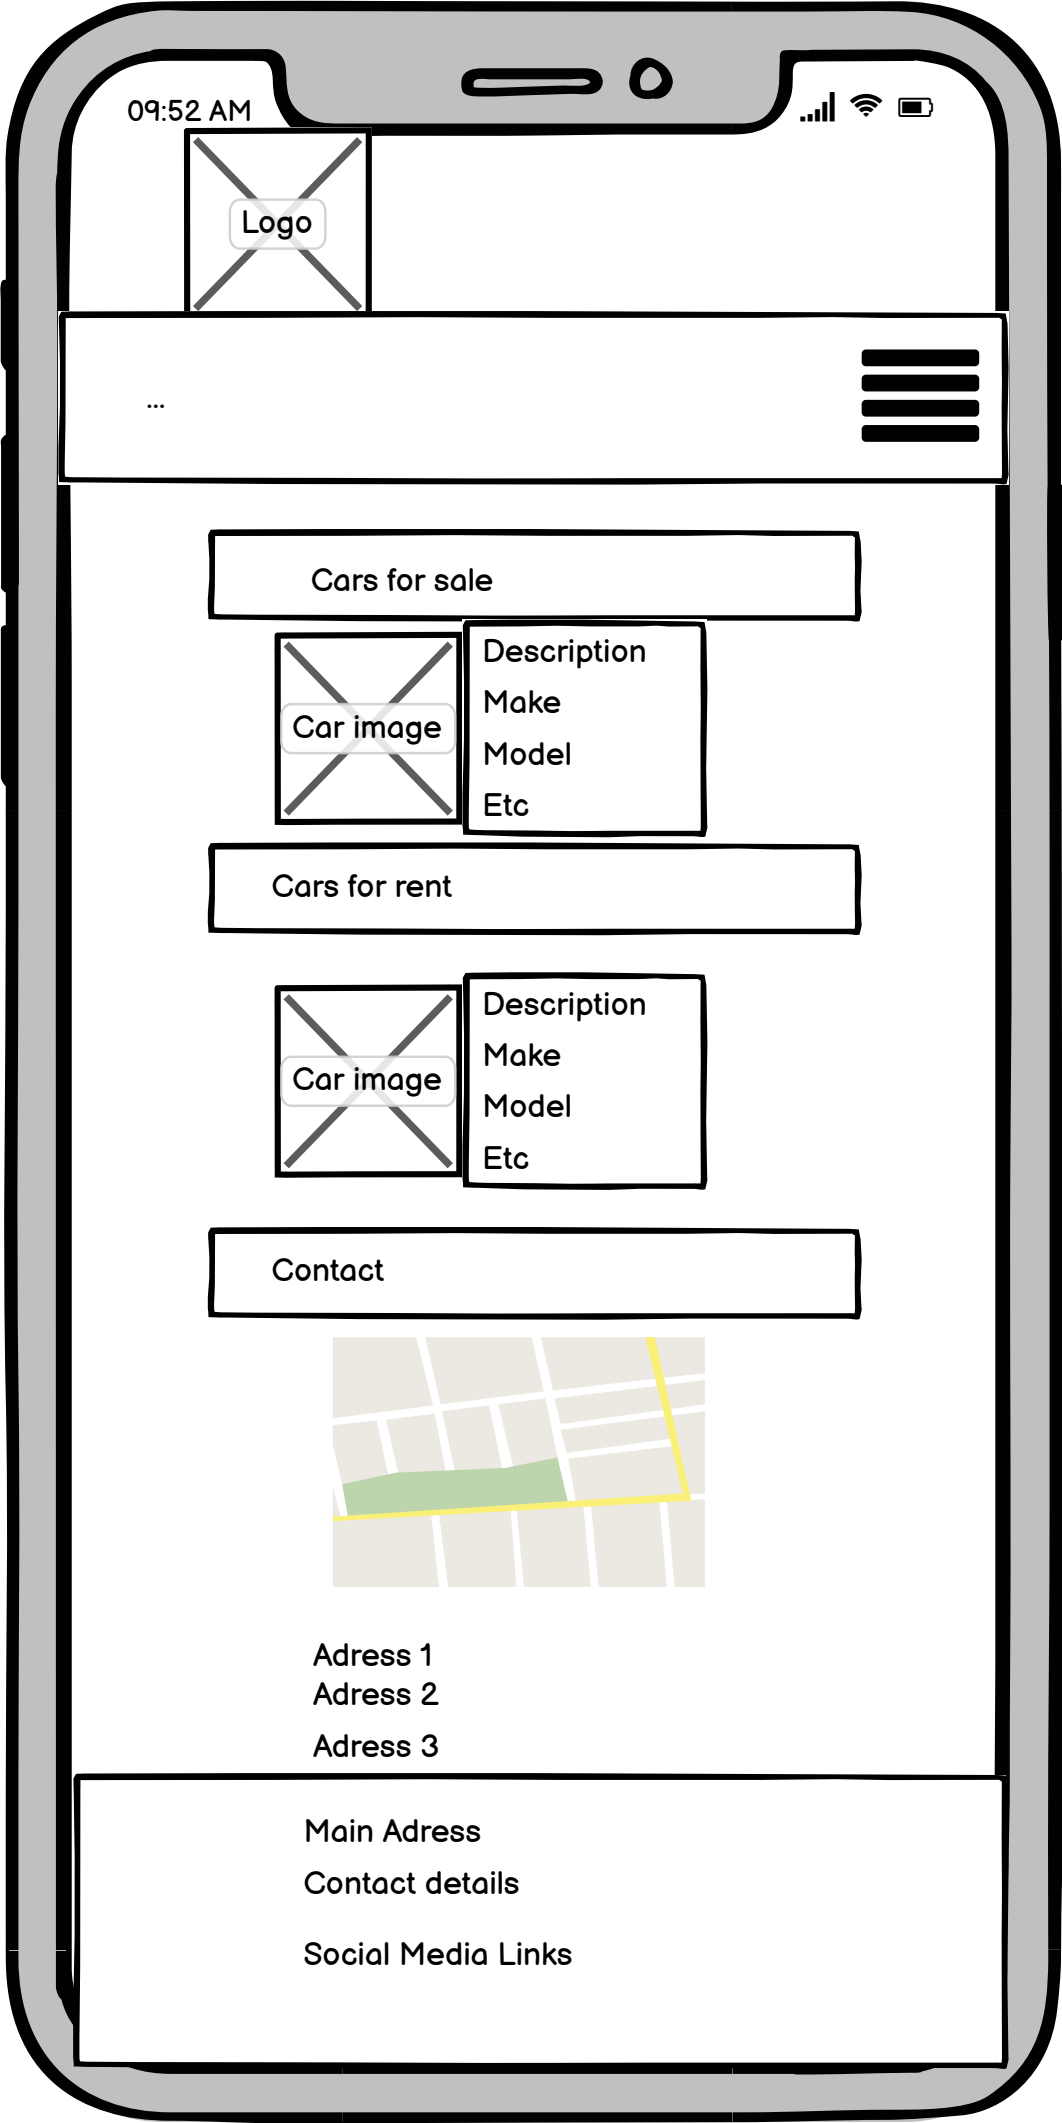 09:52 AM
Logo
...
Cars for sale
Car image
Description
Make
Model
Etc
Cars for rent
Car image
Description
Make
Model
Etc
Contact
Adress 1
Adress 2
Adress 3
Main Adress
Contact details
Social Media Links